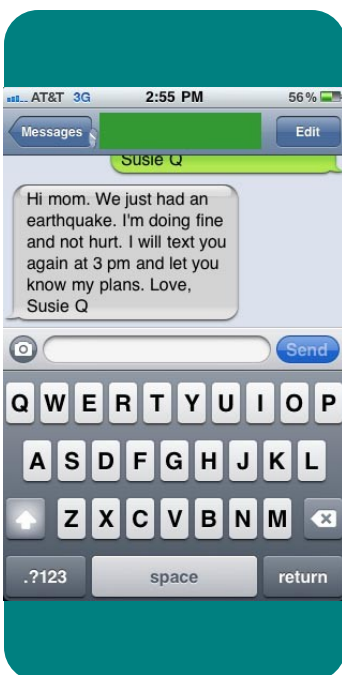 AT&T 3G 2:55 PM 56%
Messages Edit
Susie Q
Hi mom. We just had an
earthquake. I'm doing fine
and not hurt. I will text you
again at 3 pm and let you
know my plans. Love,
Susie Q
Send
Q W E R T Y U I O P
A S D F G H J K L
Z X C V B N M
.?123 space return